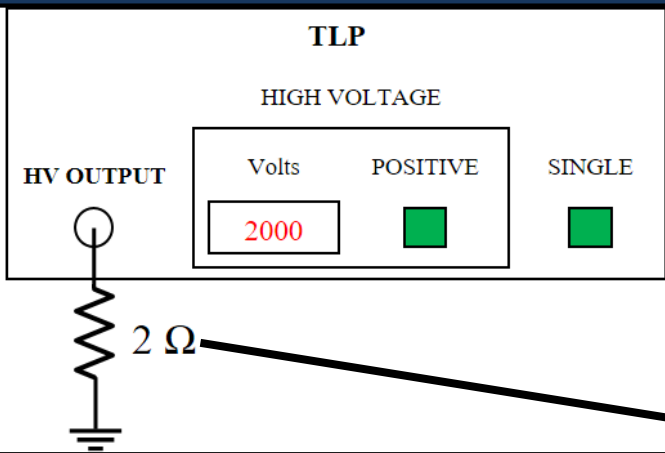 TLP
HIGH VOLTAGE
HV OUTPUT
Volts
POSITIVE
SINGLE
2000
2 Ω